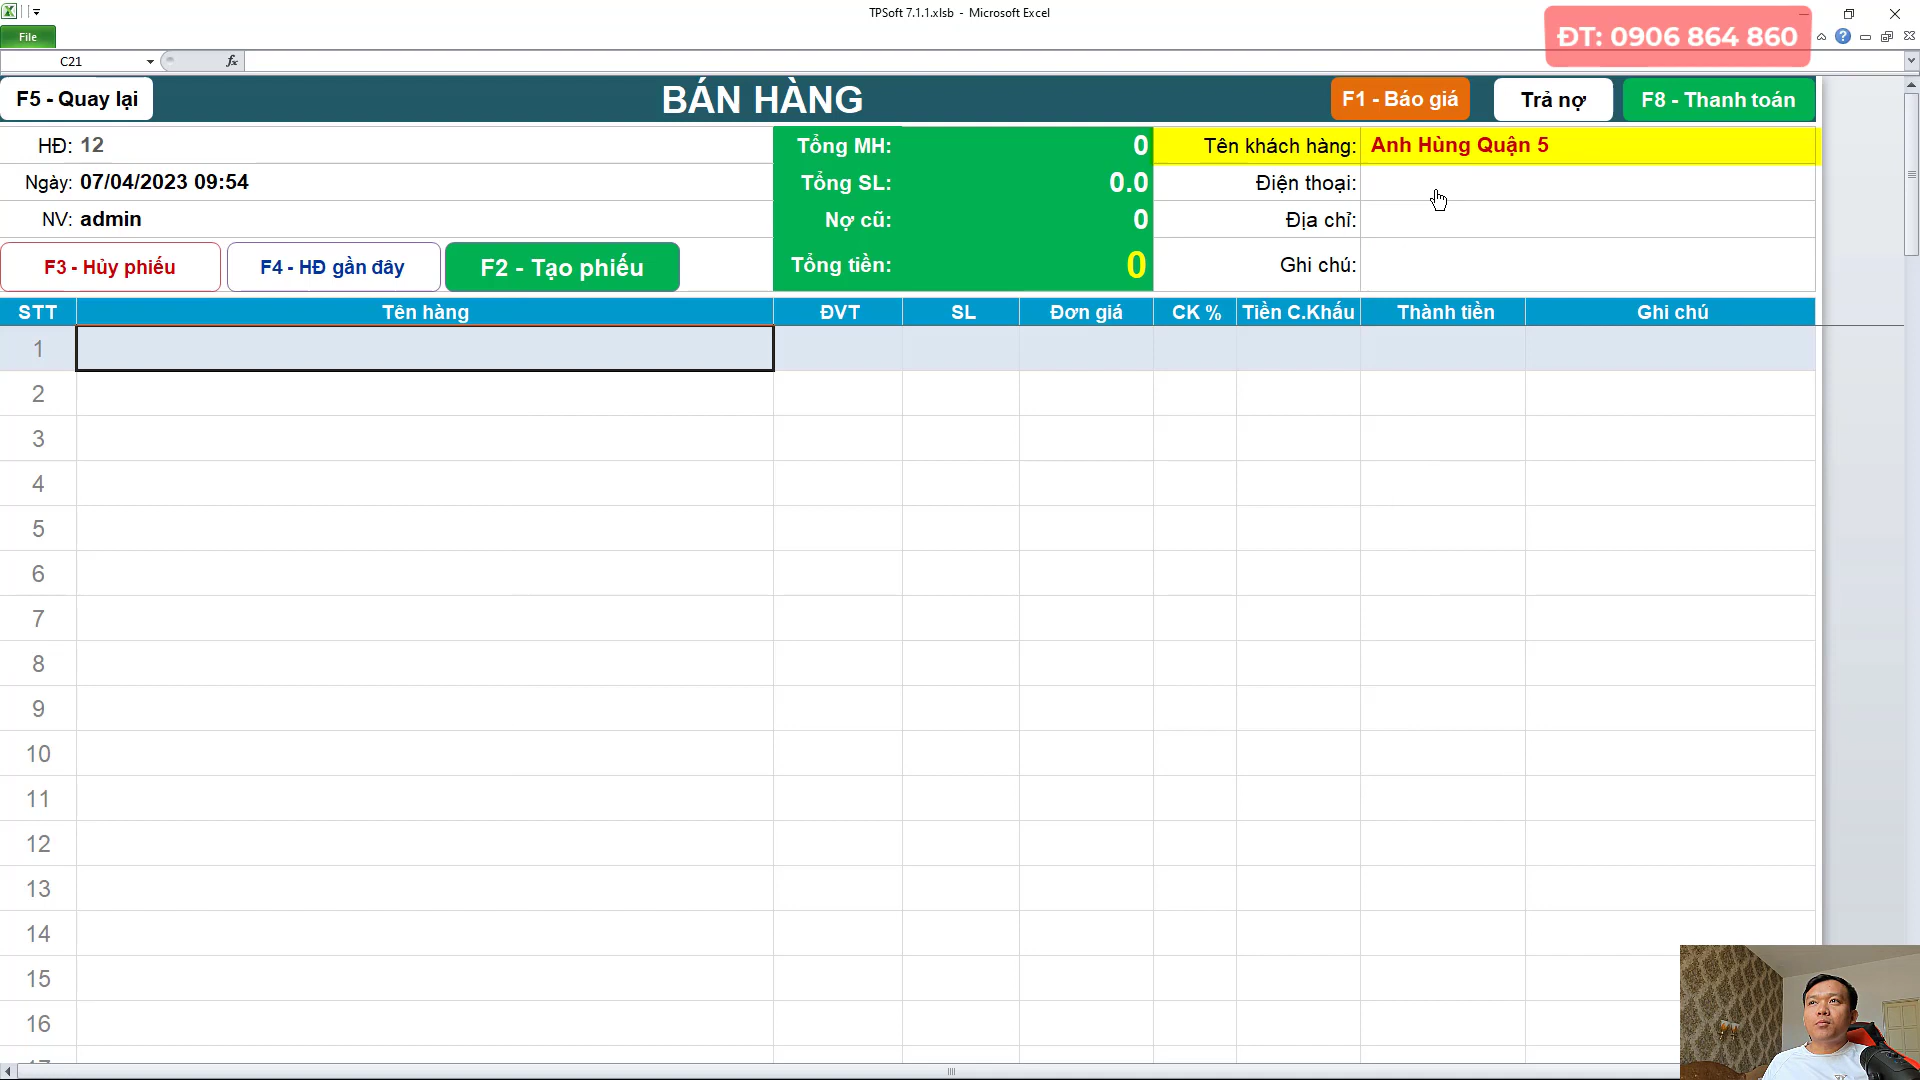 TPSoft 7.1.1.xlsb - Microsoft Excel
ĐT: 0906 864 860
File
C21
fx
F5 - Quay lại
BÁN HÀNG
F1 - Báo giá
Trả nợ
F8 - Thanh toán
HĐ: 12
Tổng MH: 0
Tên khách hàng: Anh Hùng Quận 5
Ngày: 07/04/2023 09:54
Tổng SL: 0.0
Điện thoại:
NV: admin
Nợ cũ: 0
Địa chỉ:
F3 - Hủy phiếu
F4 - HĐ gần đây
F2 - Tạo phiếu
Tổng tiền: 0
Ghi chú:
STT Tên hàng ĐVT SL Đơn giá CK % Tiền C.Khấu Thành tiền Ghi chú
1
2
3
4
5
6
7
8
9
10
11
12
13
14
15
16